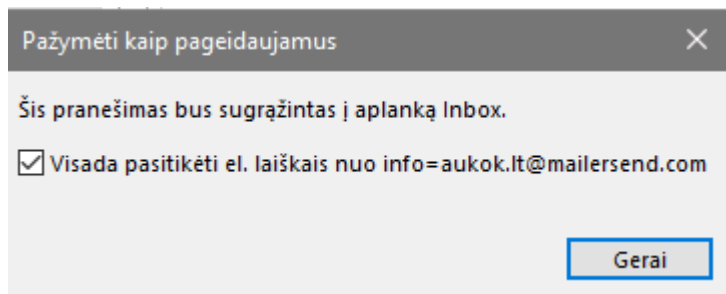 Pažymėti kaip pageidaujamus
Šis pranešimas bus sugrąžintas į aplanką Inbox.
Visada pasitikėti el. laiškais nuo info=aukok.lt@mailersend.com
Gerai